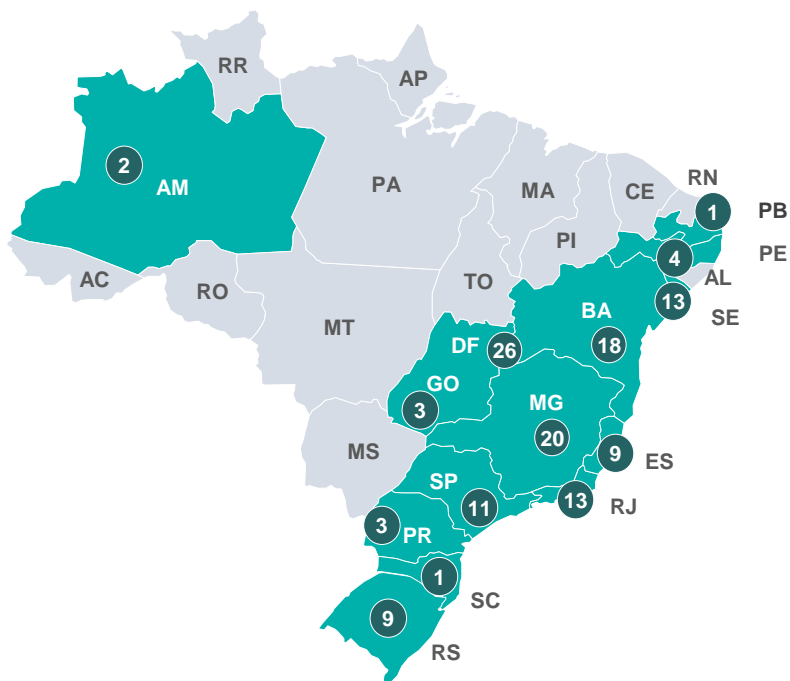 RR
AP
2
AM
PA
MA
CE
RN
1
PB
PI
4
PE
AC
RO
TO
AL
13
SE
MT
BA
18
DF
26
GO
3
MG
20
MS
9
ES
SP
11
13
RJ
3
PR
1
SC
9
RS